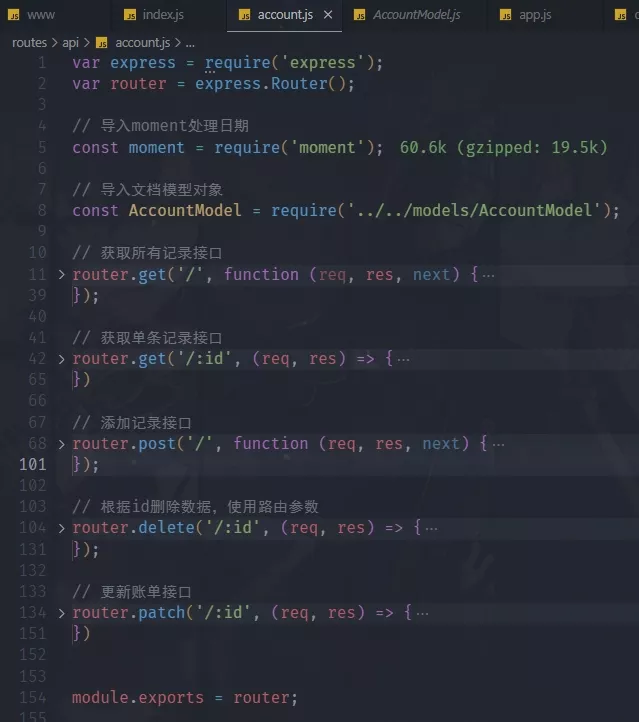 www index.js account.js × AccountModel.js app.js
routes > api > account.js > ...
1 var express = require('express');
2 var router = express.Router();
3
4 // 导入moment处理日期
5 const moment = require('moment'); 60.6k (gzipped: 19.5k)
6
7 // 导入文档模型对象
8 const AccountModel = require('../../models/AccountModel');
9
10 // 获取所有记录接口
11 router.get('/', function (req, res, next) {…
39 });
40
41 // 获取单条记录接口
42 router.get('/:id', (req, res) => {…
65 })
66
67 // 添加记录接口
68 router.post('/', function (req, res, next) {…
101 });
102
103 // 根据id删除数据，使用路由参数
104 router.delete('/:id', (req, res) => {…
131 });
132
133 // 更新账单接口
134 router.patch('/:id', (req, res) => {…
151 })
152
153
154 module.exports = router;
155